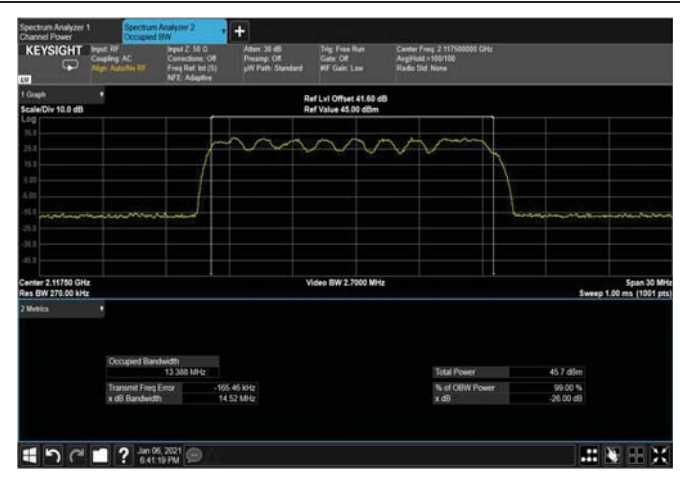 Spectrum Analyzer 1
Channel Power
Spectrum Analyzer 2
Occupied BW
KEYSIGHT
Input: RF
Coupling: AC
Align: Auto/No RF
Input Z: 50 Ω
Corrections: Off
Freq Ref: Int (S)
NFE: Adaptive
Atten: 30 dB
Preamp: Off
µW Path: Standard
Trig: Free Run
Gate: Off
#IF Gain: Low
Center Freq: 2.117500000 GHz
Avg|Hold:>100/100
Radio Std: None
1 Graph
Scale/Div 10.0 dB
Ref Lvl Offset 41.60 dB
Ref Value 45.00 dBm
Log
35.0
25.0
15.0
5.00
-5.00
-15.0
-25.0
-35.0
-45.0
Center 2.11750 GHz
Res BW 270.00 kHz
Video BW 2.7000 MHz
Span 30 MHz
Sweep 1.00 ms (1001 pts)
2 Metrics
Occupied Bandwidth
13.388 MHz
Total Power 45.7 dBm
Transmit Freq Error -165.46 kHz
% of OBW Power 99.00 %
x dB Bandwidth 14.52 MHz
x dB -26.00 dB
Jan 06, 2021
6:41:19 PM